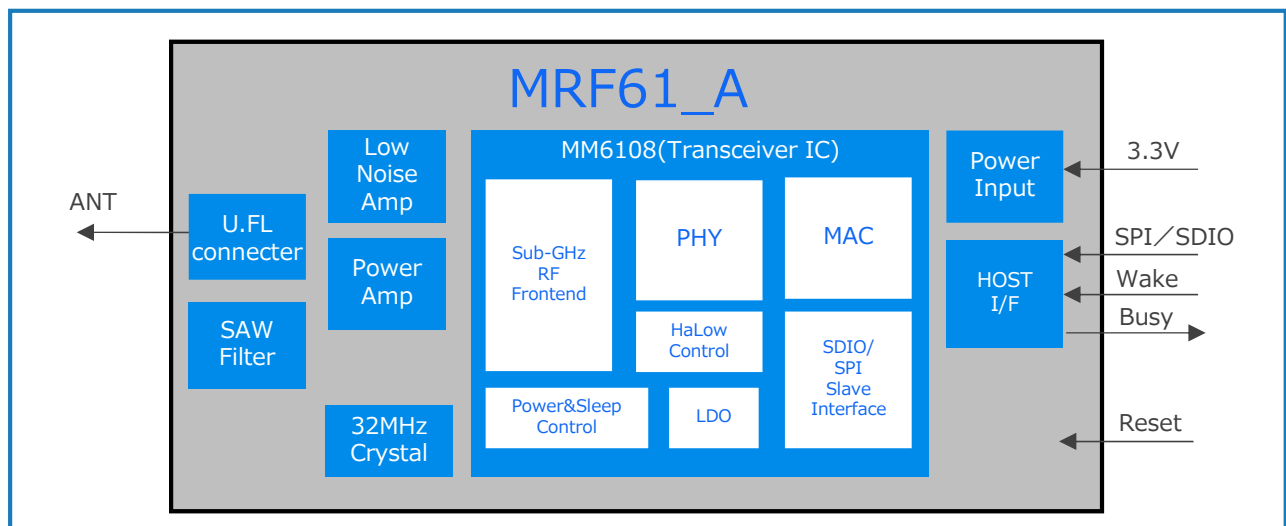 MRF61_A
ANT
U.FL
connecter
SAW
Filter
Low
Noise
Amp
Power
Amp
32MHz
Crystal
MM6108(Transceiver IC)
Sub-GHz
RF
Frontend
PHY
MAC
HaLow
Control
SDIO/
SPI
Slave
Interface
Power&Sleep
Control
LDO
Power
Input
HOST
I/F
3.3V
SPI／SDIO
Wake
Busy
Reset